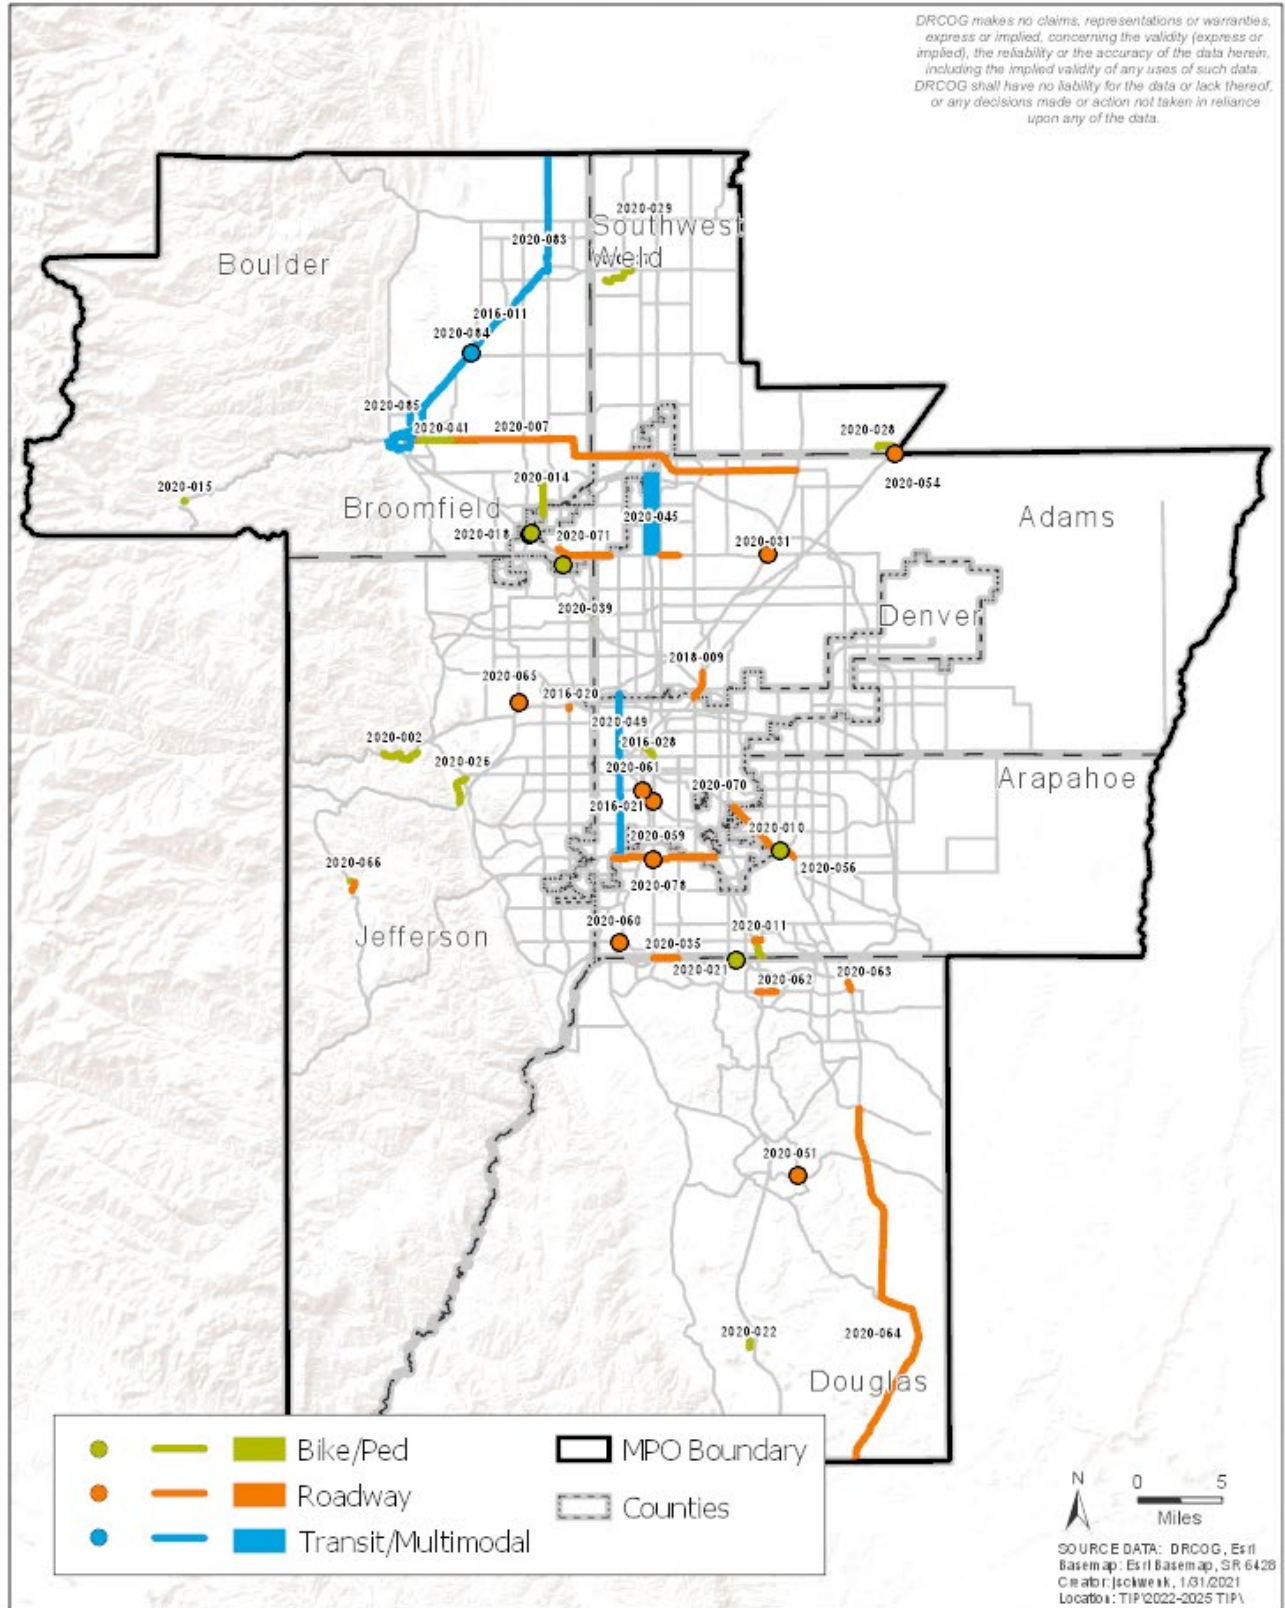 DRCOG makes no claims, representations or warranties,
express or implied, concerning the validity (express or
implied), the reliability or the accuracy of the data herein,
including the implied validity of any uses of such data.
DRCOG shall have no liability for the data or lack thereof,
or any decisions made or action not taken in reliance
upon any of the data.
2020-029
Southwest
Weld
2020-083
Boulder
2016-011
2020-084
2020-085
2020-041
2020-007
2020-028
2020-054
2020-014
2020-015
Broomfield
2020-045
Adams
2020-018
2020-071
2020-031
2020-039
Denver
2018-009
2020-065
2016-020
2020-049
2020-002
2016-028
2020-026
2020-061
2020-070
Arapahoe
2016-021
2020-059
2020-010
2020-066
2020-056
2020-078
2020-060
2020-011
Jefferson
2020-035
2020-021
2020-063
2020-062
2020-051
2020-022
2020-064
Douglas
Bike/Ped
MPO Boundary
Roadway
Counties
Transit/Multimodal
N
0 5
Miles
SOURCE DATA: DRCOG, Esri
Basemap: Esri Basemap, SR 6428
Creator: jschwenk, 1/31/2021
Location: TIP\2022-2025 TIP\